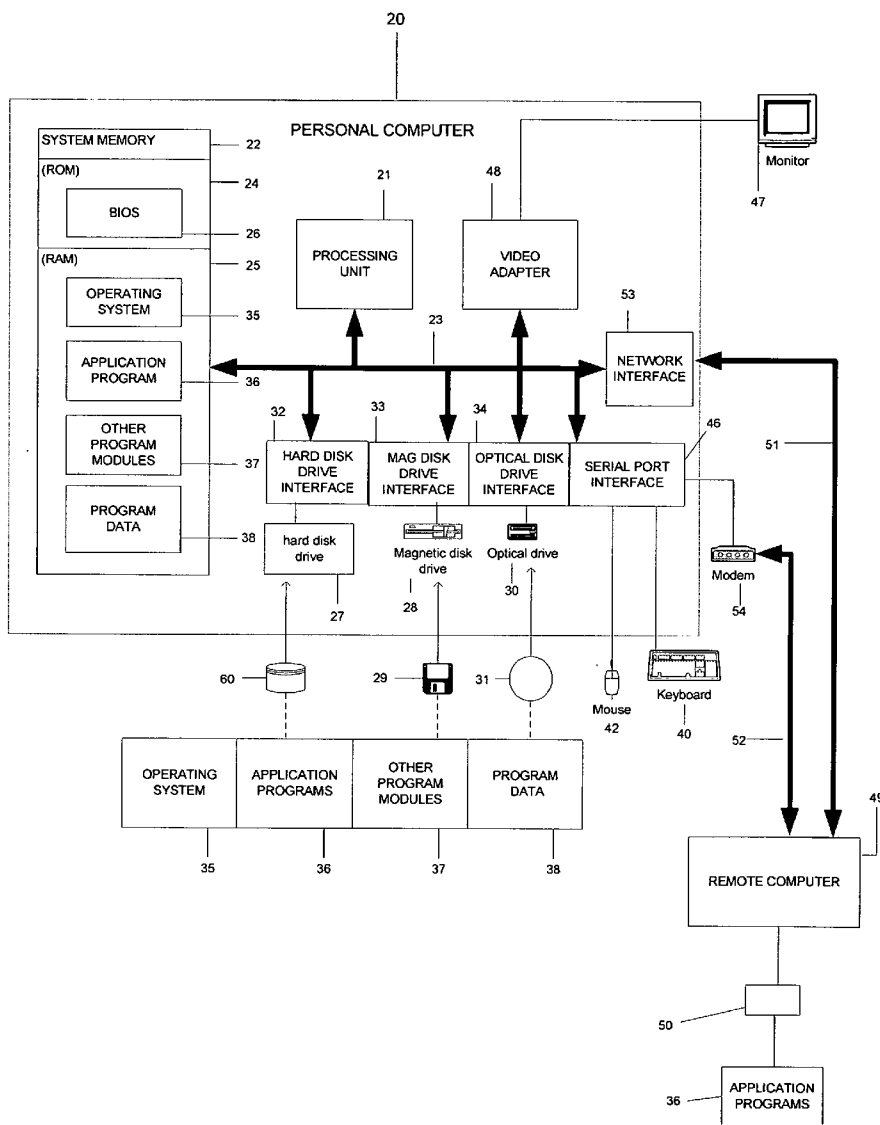 20
PERSONAL COMPUTER
SYSTEM MEMORY
22
(ROM)
24
BIOS
26
(RAM)
25
OPERATING
SYSTEM
35
APPLICATION
PROGRAM
36
OTHER
PROGRAM
MODULES
37
PROGRAM
DATA
38
21
PROCESSING
UNIT
48
VIDEO
ADAPTER
Monitor
47
23
53
NETWORK
INTERFACE
32
HARD DISK
DRIVE
INTERFACE
33
MAG DISK
DRIVE
INTERFACE
34
OPTICAL DISK
DRIVE
INTERFACE
46
SERIAL PORT
INTERFACE
51
hard disk
drive
27
Magnetic disk
drive
28
Optical drive
30
Modem
54
60
29
31
Mouse
42
Keyboard
40
52
OPERATING
SYSTEM
APPLICATION
PROGRAMS
OTHER
PROGRAM
MODULES
PROGRAM
DATA
35
36
37
38
49
REMOTE COMPUTER
50
36
APPLICATION
PROGRAMS